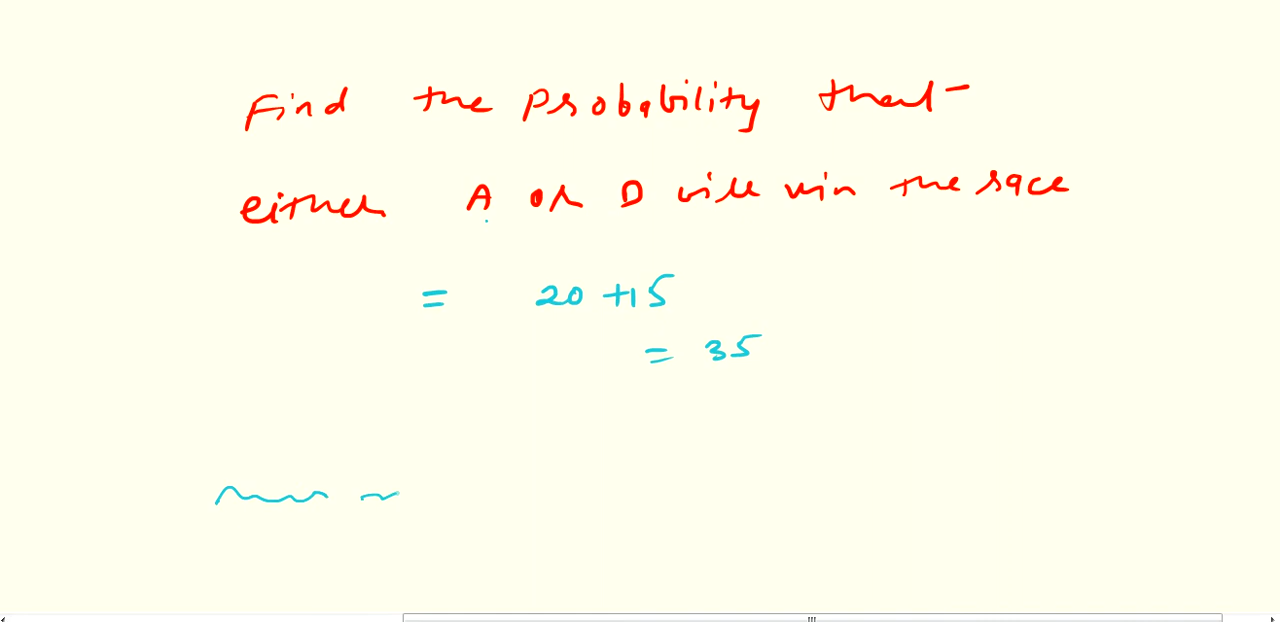 Find the probability that
either A or D will win the race
= 20 + 15
= 35